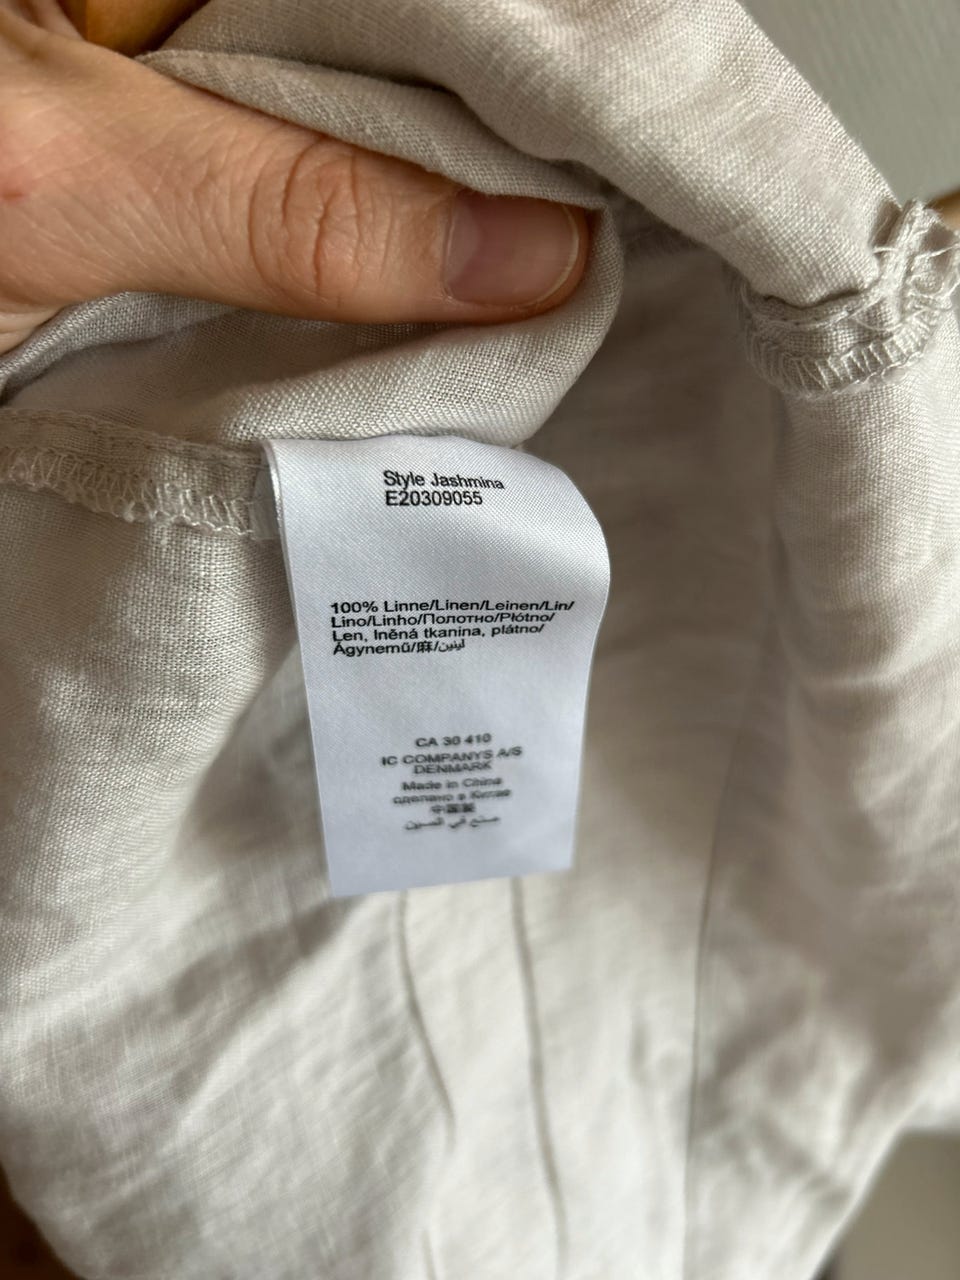 Style Jashmina
E20309055
100% Linne/Linen/Leinen/Lin/
Lino/Linho/Полотно/Płótno/
Len, lněná tkanina, plátno/
Ágynemű/麻/لينين
CA 30 410
IC COMPANYS A/S
DENMARK
Made in China
сделано в Китае
中国製
صنع في الصين